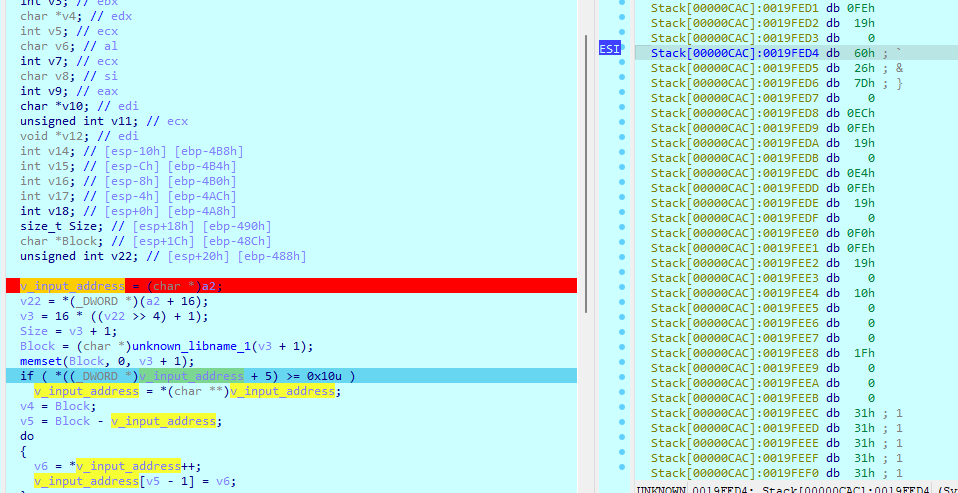 int v3; // ebx
char *v4; // edx
int v5; // ecx
char v6; // al
int v7; // ecx
char v8; // si
int v9; // eax
char *v10; // edi
unsigned int v11; // ecx
void *v12; // edi
int v14; // [esp-10h] [ebp-4B8h]
int v15; // [esp-Ch] [ebp-4B4h]
int v16; // [esp-8h] [ebp-4B0h]
int v17; // [esp-4h] [ebp-4ACh]
int v18; // [esp+0h] [ebp-4A8h]
size_t Size; // [esp+18h] [ebp-490h]
char *Block; // [esp+1Ch] [ebp-48Ch]
unsigned int v22; // [esp+20h] [ebp-488h]
v_input_address = (char *)a2;
v22 = *(_DWORD *)(a2 + 16);
v3 = 16 * ((v22 >> 4) + 1);
Size = v3 + 1;
Block = (char *)unknown_libname_1(v3 + 1);
memset(Block, 0, v3 + 1);
if ( *((_DWORD *)v_input_address + 5) >= 0x10u )
v_input_address = *(char **)v_input_address;
v4 = Block;
v5 = Block - v_input_address;
do
{
v6 = *v_input_address++;
v_input_address[v5 - 1] = v6;
ESI
Stack[00000CAC]:0019FED1 db 0FEh
Stack[00000CAC]:0019FED2 db 19h
Stack[00000CAC]:0019FED3 db 0
Stack[00000CAC]:0019FED4 db 60h ; `
Stack[00000CAC]:0019FED5 db 26h ; &
Stack[00000CAC]:0019FED6 db 7Dh ; }
Stack[00000CAC]:0019FED7 db 0
Stack[00000CAC]:0019FED8 db 0ECh
Stack[00000CAC]:0019FED9 db 0FEh
Stack[00000CAC]:0019FEDA db 19h
Stack[00000CAC]:0019FEDB db 0
Stack[00000CAC]:0019FEDC db 0E4h
Stack[00000CAC]:0019FEDD db 0FEh
Stack[00000CAC]:0019FEDE db 19h
Stack[00000CAC]:0019FEDF db 0
Stack[00000CAC]:0019FEE0 db 0F0h
Stack[00000CAC]:0019FEE1 db 0FEh
Stack[00000CAC]:0019FEE2 db 19h
Stack[00000CAC]:0019FEE3 db 0
Stack[00000CAC]:0019FEE4 db 10h
Stack[00000CAC]:0019FEE5 db 0
Stack[00000CAC]:0019FEE6 db 0
Stack[00000CAC]:0019FEE7 db 0
Stack[00000CAC]:0019FEE8 db 1Fh
Stack[00000CAC]:0019FEE9 db 0
Stack[00000CAC]:0019FEEA db 0
Stack[00000CAC]:0019FEEB db 0
Stack[00000CAC]:0019FEEC db 31h ; 1
Stack[00000CAC]:0019FEED db 31h ; 1
Stack[00000CAC]:0019FEEE db 31h ; 1
Stack[00000CAC]:0019FEEF db 31h ; 1
Stack[00000CAC]:0019FEF0 db 31h ; 1
UNKNOWN 0019FED4: Stack[00000CAC]:0019FED4 (Sy